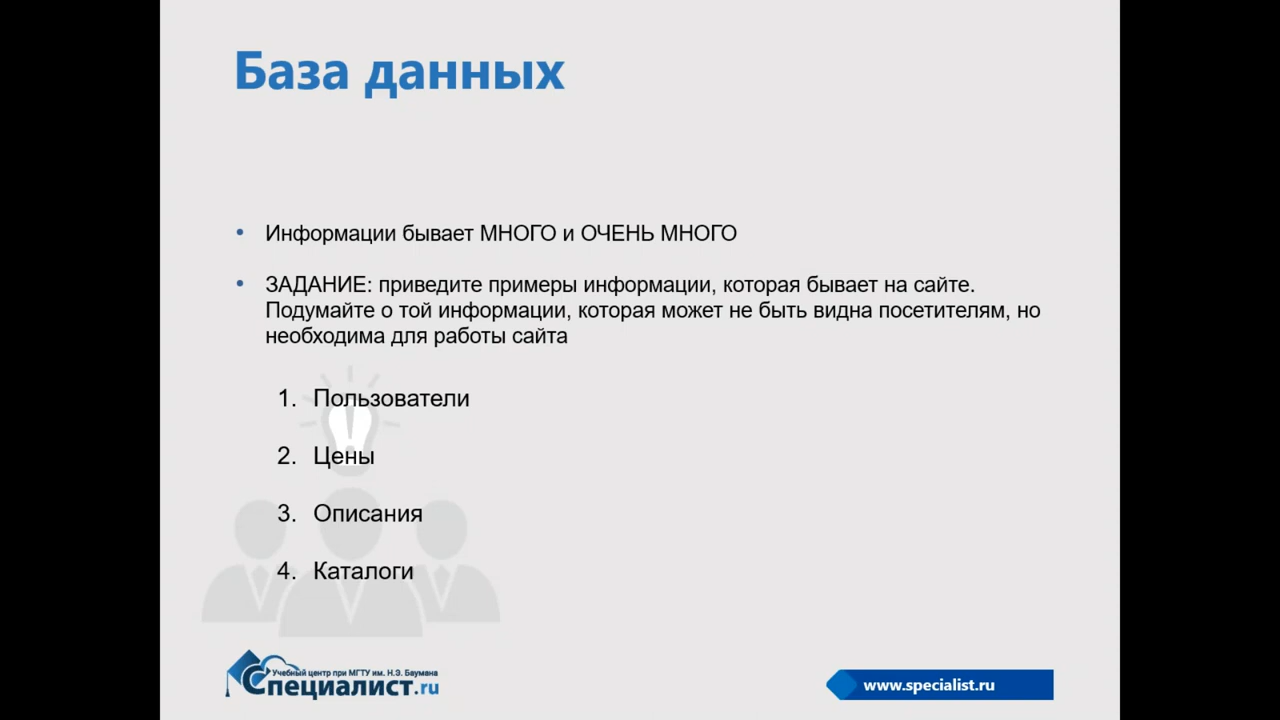 База данных
• Информации бывает МНОГО и ОЧЕНЬ МНОГО
• ЗАДАНИЕ: приведите примеры информации, которая бывает на сайте.
Подумайте о той информации, которая может не быть видна посетителям, но
необходима для работы сайта
1. Пользователи
2. Цены
3. Описания
4. Каталоги
Учебный центр при МГТУ им. Н.Э. Баумана
Специалист.ru
www.specialist.ru